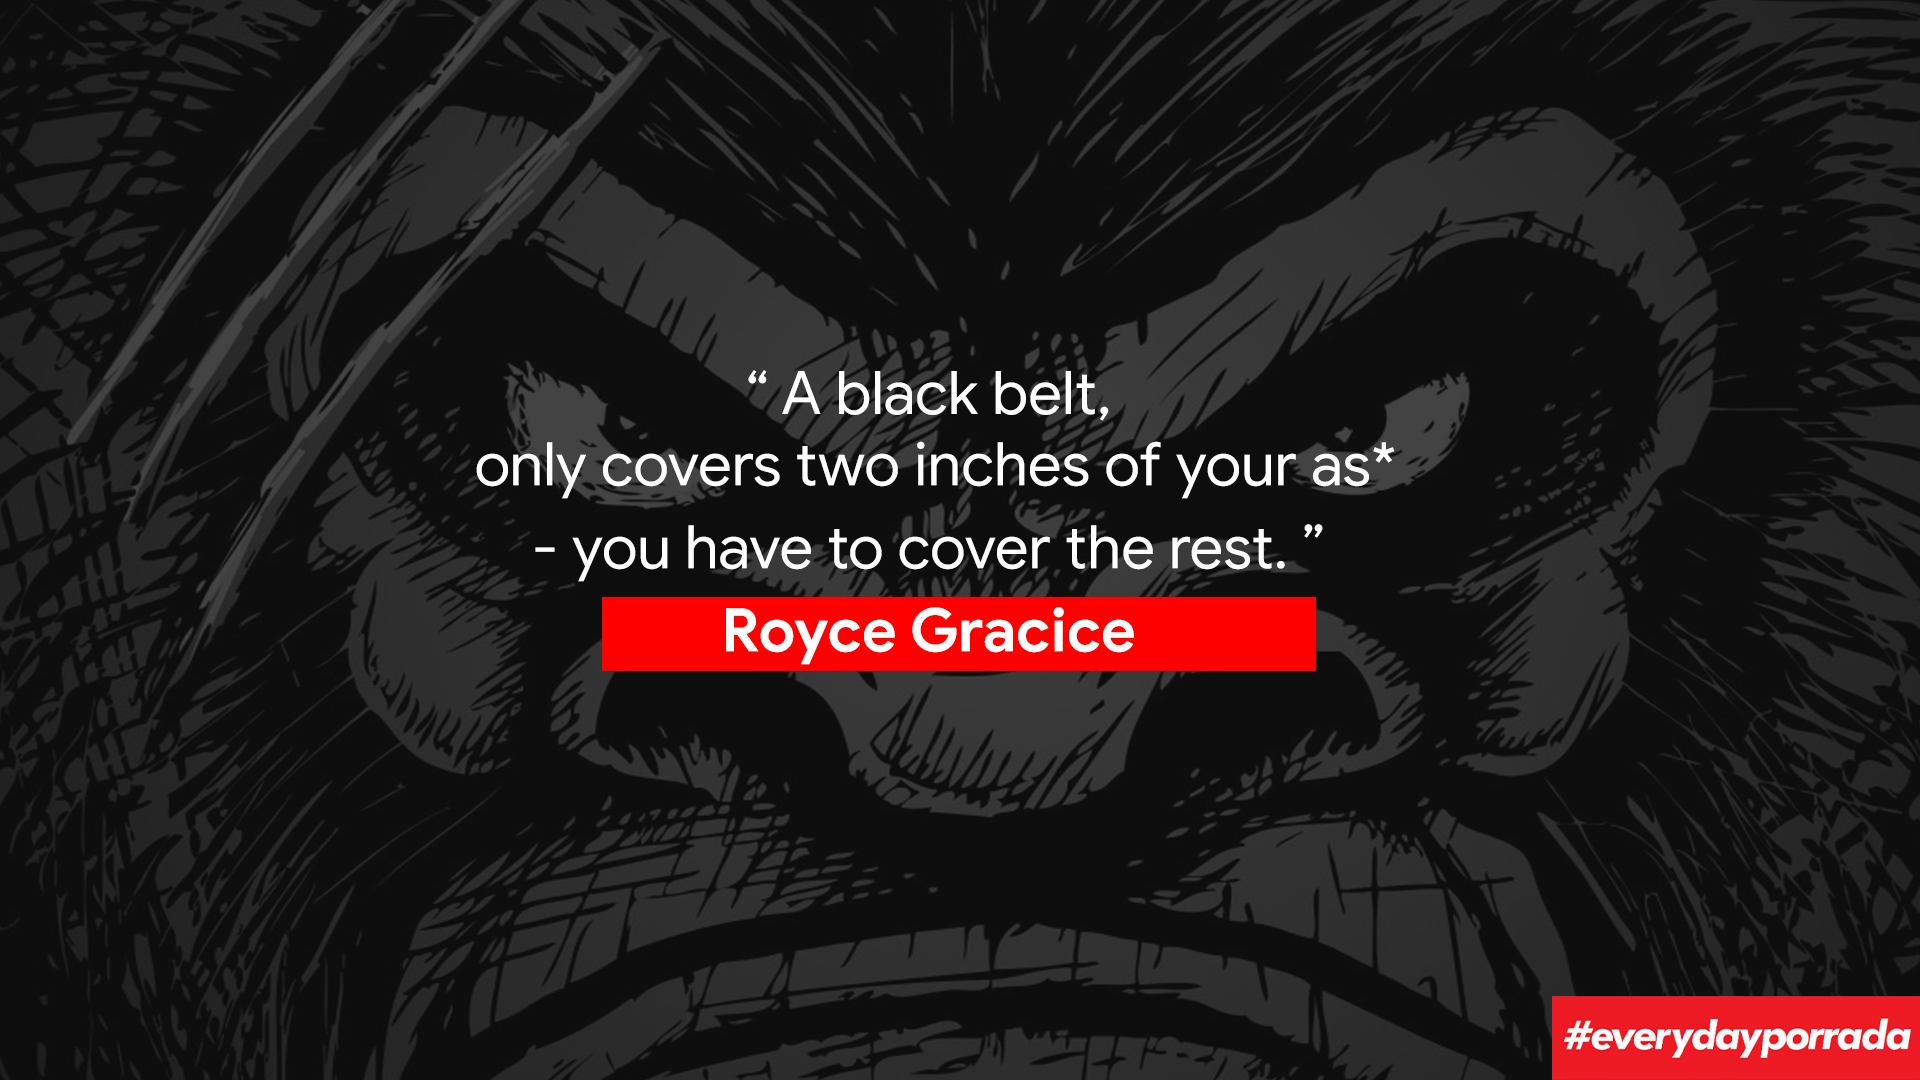 “ A black belt,
only covers two inches of your as*
- you have to cover the rest. ”
Royce Gracice
#everydayporrada